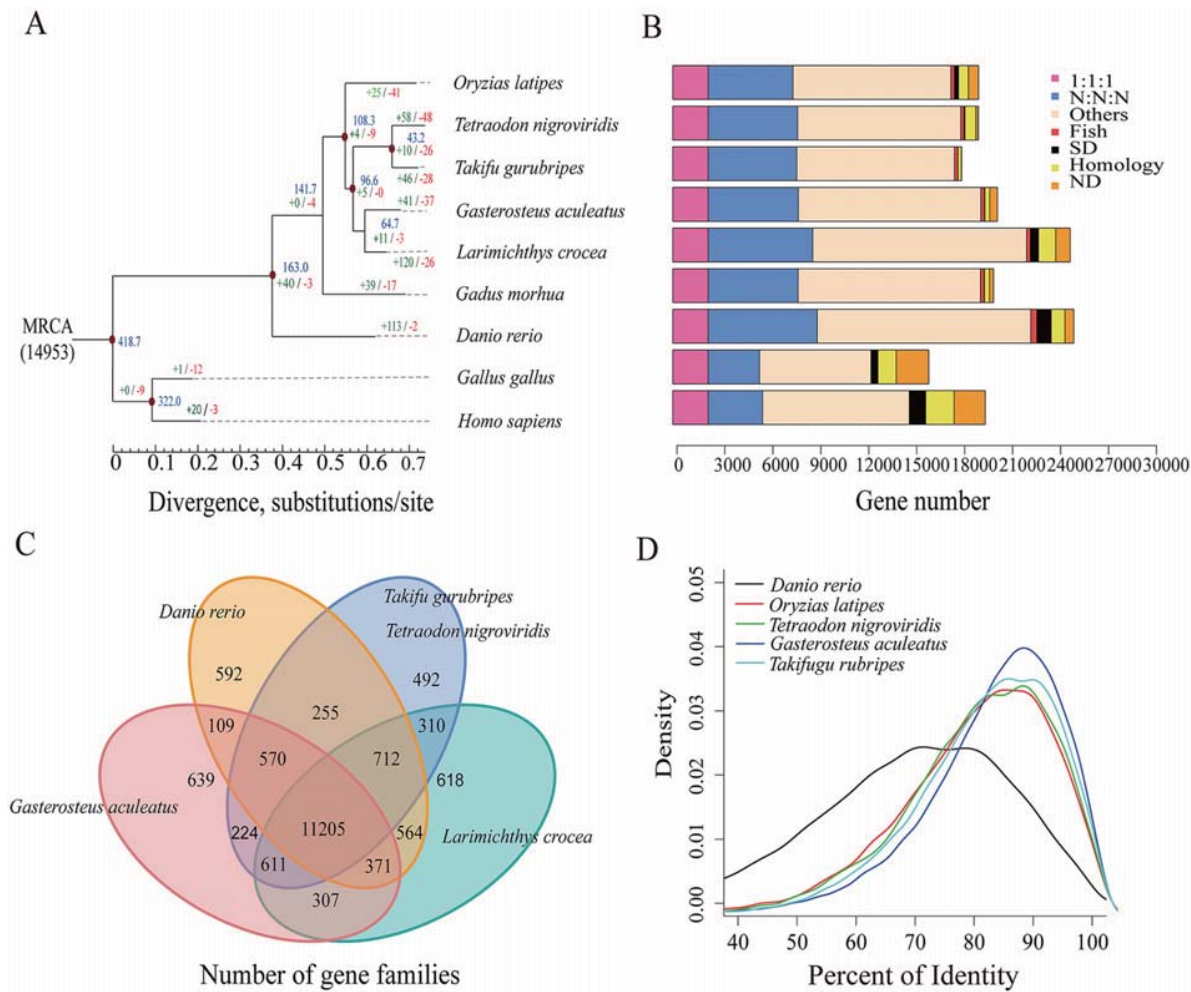 A
Oryzias latipes
+25/ -41
+58/ -48
108.3
+4/ -9
Tetraodon nigroviridis
43.2
+10/ -26
Takifu gurubripes
+46/ -28
96.6
+5/ -0
141.7
+0/ -4
+41/ -37
Gasterosteus aculeatus
64.7
+11/ -3
Larimichthys crocea
+120/ -26
163.0
+40/ -3
+39/ -17
Gadus morhua
+113/ -2
Danio rerio
MRCA
(14953)
418.7
+1/ -12
Gallus gallus
+0/ -9
322.0
+20/ -3
Homo sapiens
0 0.1 0.2 0.3 0.4 0.5 0.6 0.7
Divergence, substitutions/site
B
1:1:1
N:N:N
Others
Fish
SD
Homology
ND
0 3000 6000 9000 12000 15000 18000 21000 24000 27000 30000
Gene number
C
Danio rerio
Takifu gurubripes
Tetraodon nigroviridis
592
492
109
255
310
570
712
639
618
Gasterosteus aculeatus
224
11205
564
Larimichthys crocea
611
371
307
Number of gene families
D
0.05
0.04
0.03
0.02
0.01
0.00
Density
Danio rerio
Oryzias latipes
Tetraodon nigroviridis
Gasterosteus aculeatus
Takifugu rubripes
40 50 60 70 80 90 100
Percent of Identity